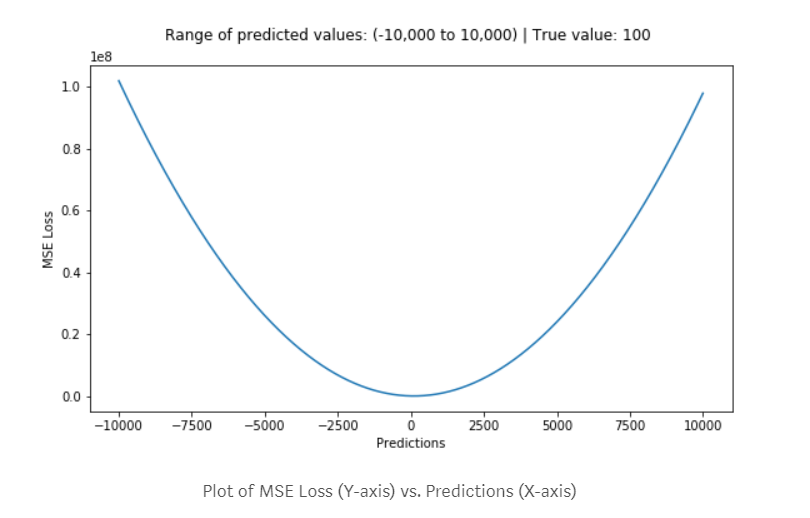 Range of predicted values: (-10,000 to 10,000) | True value: 100
1e8
1.0
0.8
0.6
0.4
0.2
0.0
MSE Loss
−10000 −7500 −5000 −2500 0 2500 5000 7500 10000
Predictions
Plot of MSE Loss (Y-axis) vs. Predictions (X-axis)